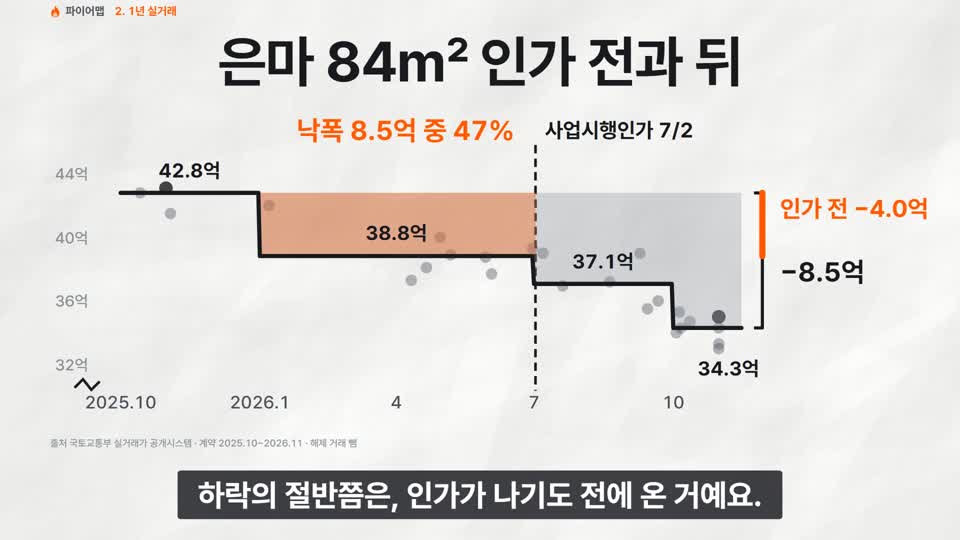 파이어맵 2. 1년 실거래
은마 84m² 인가 전과 뒤
낙폭 8.5억 중 47%
사업시행인가 7/2
44억
40억
36억
32억
42.8억
38.8억
37.1억
34.3억
인가 전 −4.0억
−8.5억
2025.10 2026.1 4 7 10
출처 국토교통부 실거래가 공개시스템 · 계약 2025.10~2026.11 · 해제 거래 뺌
하락의 절반쯤은, 인가가 나기도 전에 온 거예요.